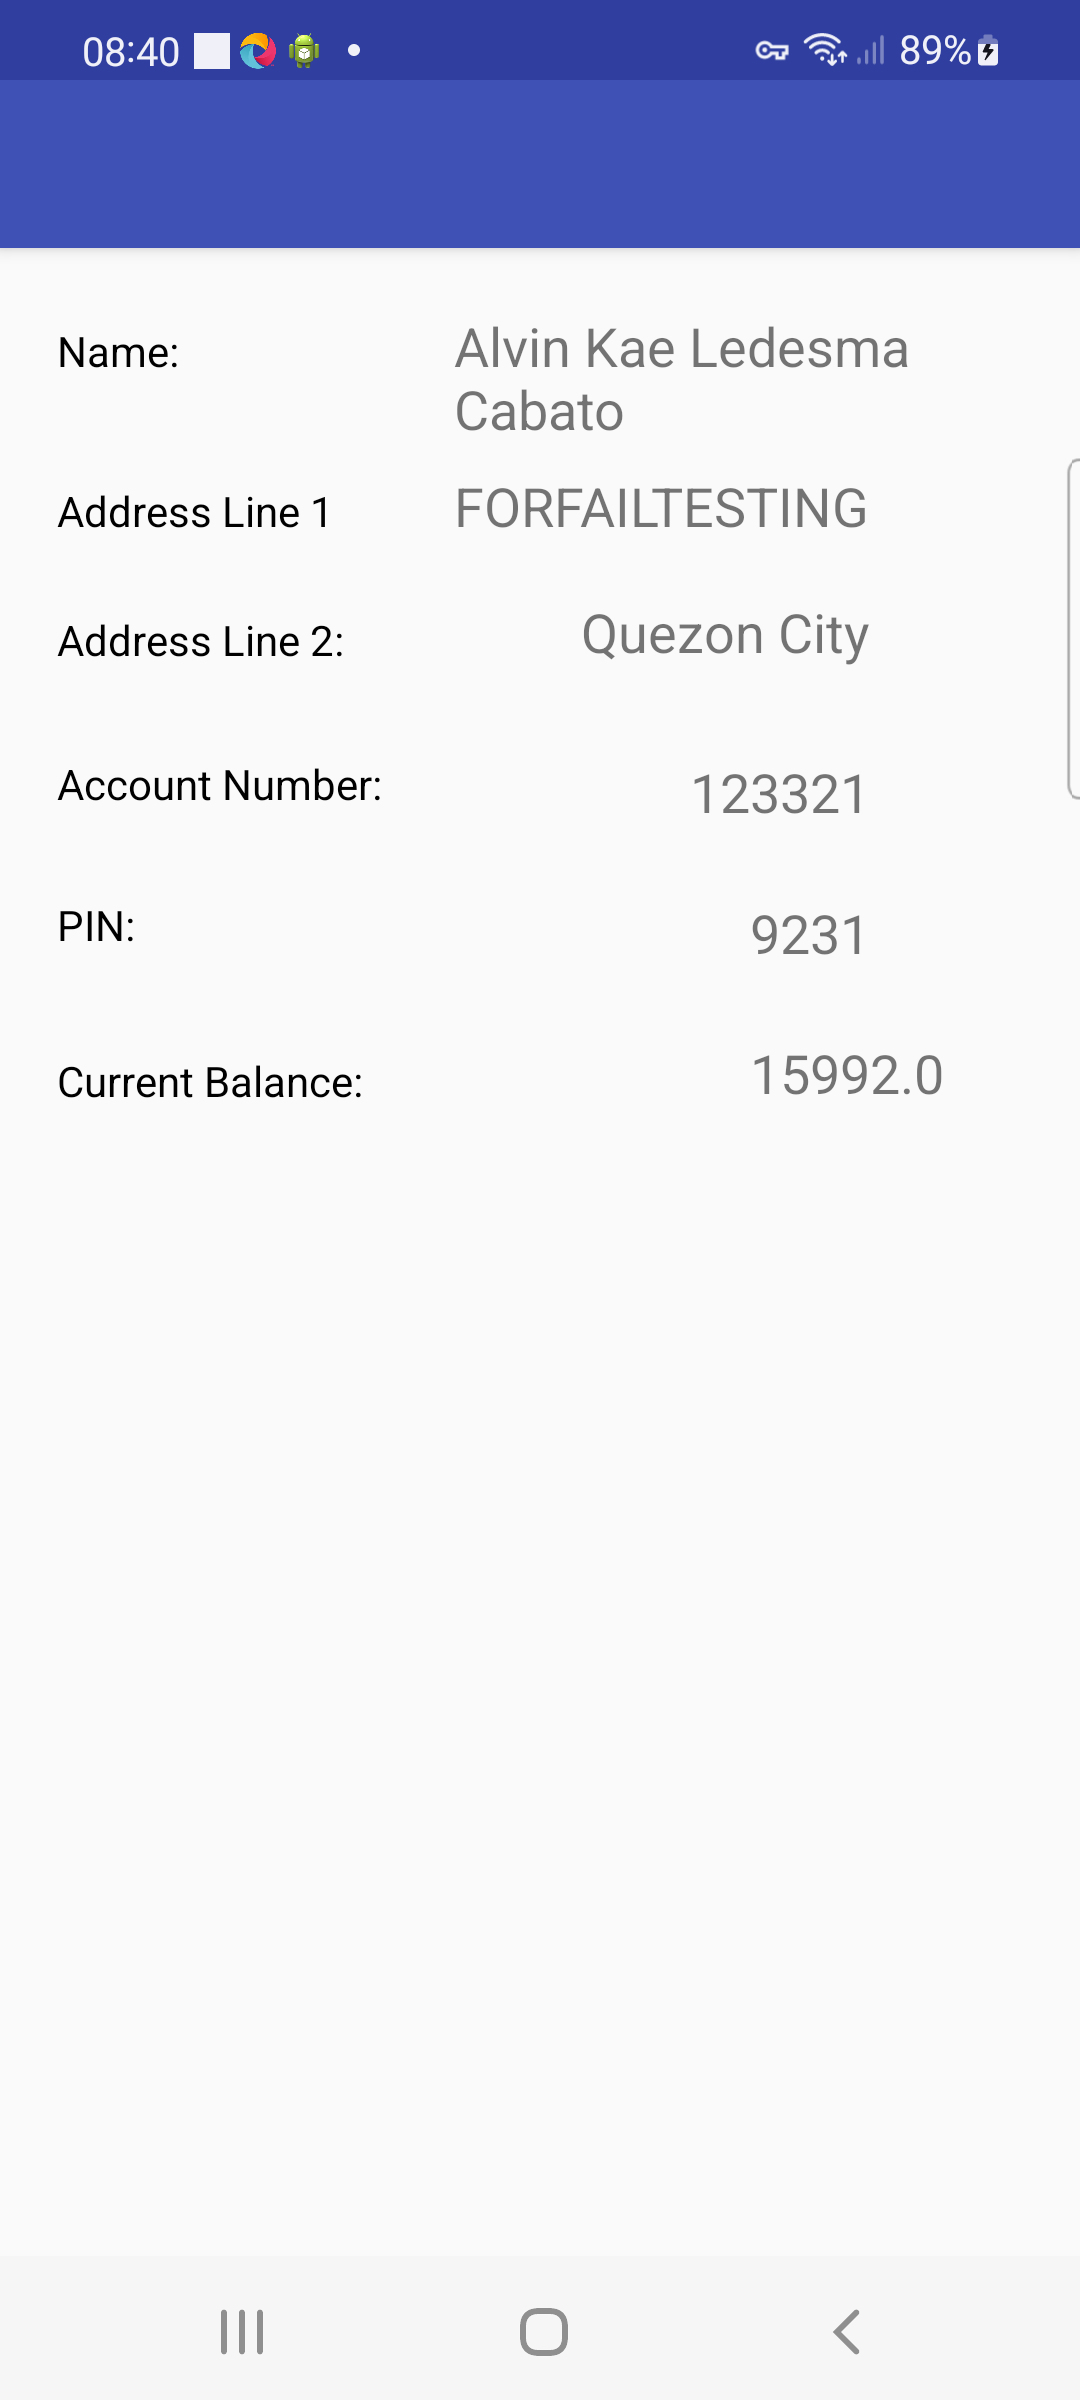 08:40 89%
Name: Alvin Kae Ledesma
Cabato
Address Line 1 FORFAILTESTING
Address Line 2: Quezon City
Account Number: 123321
PIN: 9231
Current Balance: 15992.0